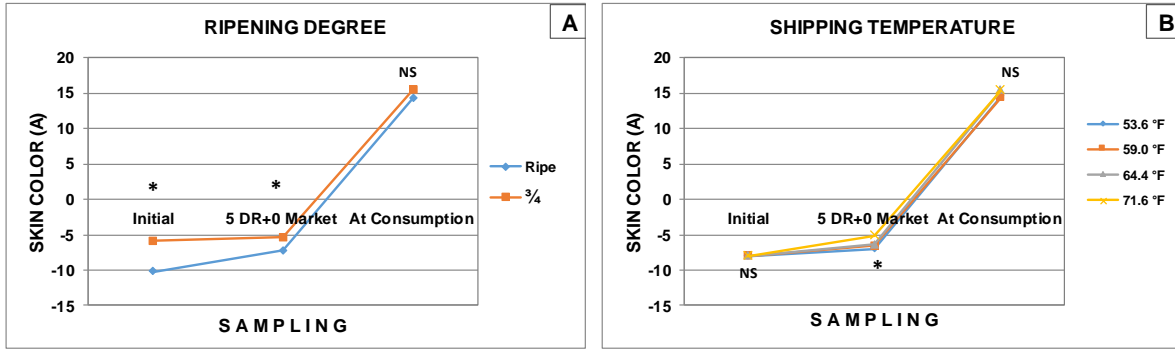 RIPENING DEGREE
A
SKIN COLOR (A)
20
15
10
5
0
-5
-10
-15
NS
*
*
Initial
5 DR+0 Market
At Consumption
SAMPLING
Ripe
¾
SHIPPING TEMPERATURE
B
SKIN COLOR (A)
20
15
10
5
0
-5
-10
-15
NS
Initial
5 DR+0 Market
At Consumption
NS
*
SAMPLING
53.6 °F
59.0 °F
64.4 °F
71.6 °F